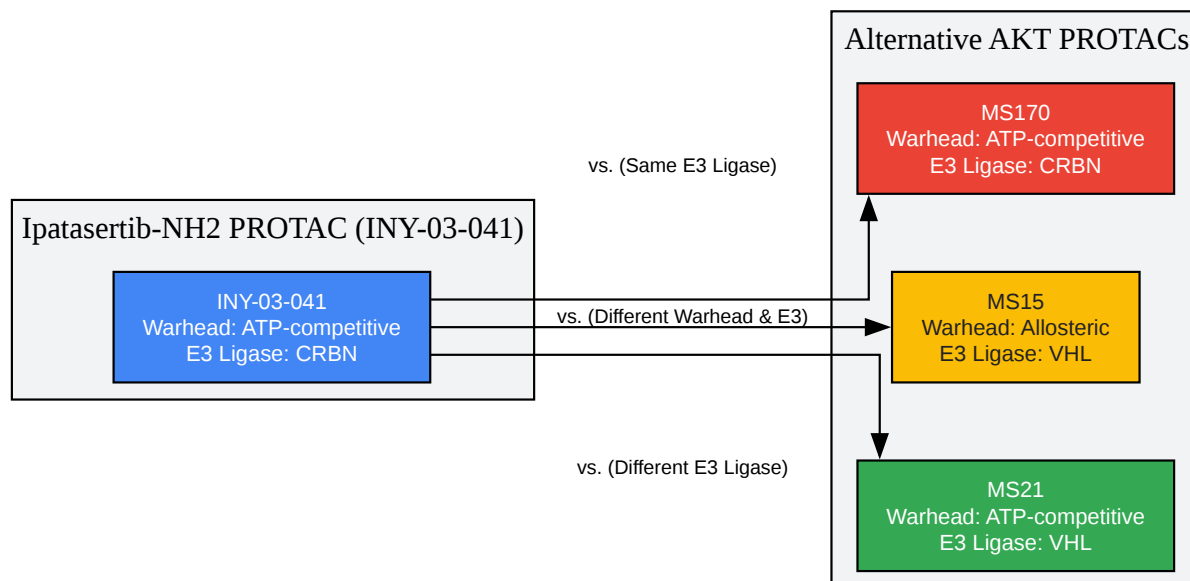 Ipatasertib-NH2 PROTAC (INY-03-041)
INY-03-041
Warhead: ATP-competitive
E3 Ligase: CRBN
vs. (Same E3 Ligase)
vs. (Different Warhead & E3)
vs. (Different E3 Ligase)
Alternative AKT PROTACs
MS170
Warhead: ATP-competitive
E3 Ligase: CRBN
MS15
Warhead: Allosteric
E3 Ligase: VHL
MS21
Warhead: ATP-competitive
E3 Ligase: VHL